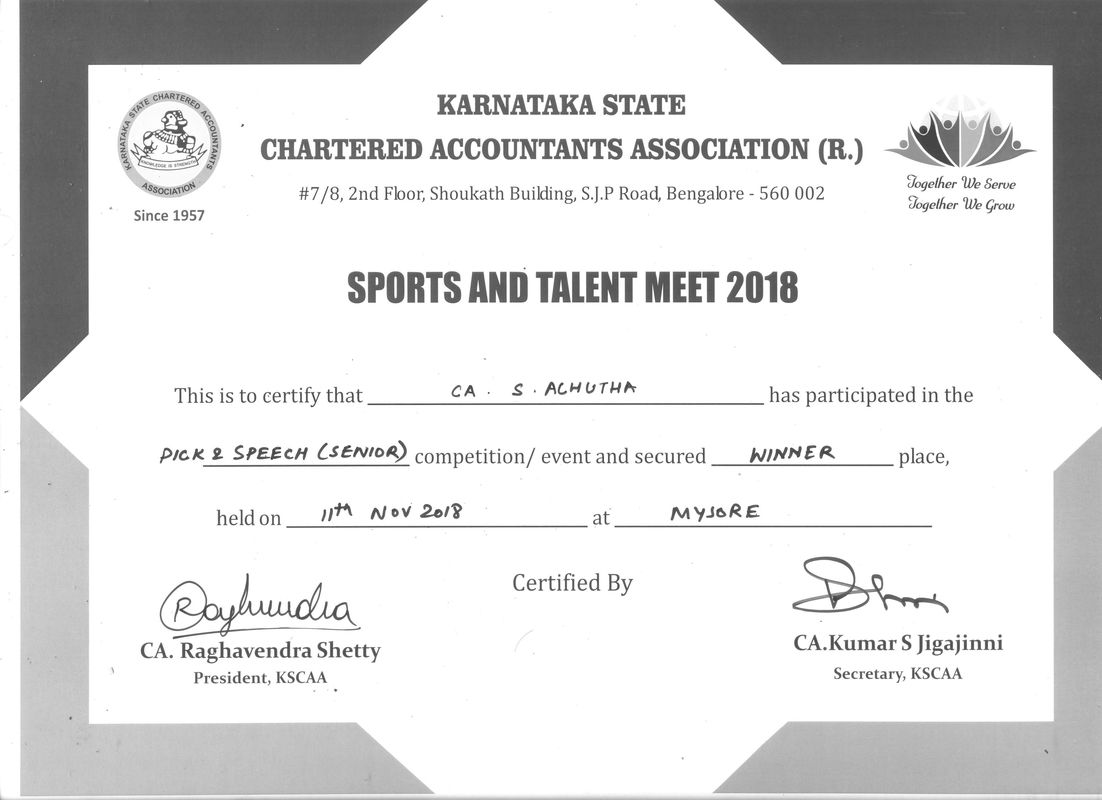 KARNATAKA STATE CHARTERED ACCOUNTANTS
ASSOCIATION
KNOWLEDGE IS STRENGTH
Since 1957
KARNATAKA STATE
CHARTERED ACCOUNTANTS ASSOCIATION (R.)
#7/8, 2nd Floor, Shoukath Building, S.J.P Road, Bengalore - 560 002
Together We Serve
Together We Grow
SPORTS AND TALENT MEET 2018
This is to certify that CA. S. ACHUTHA has participated in the
PICK & SPEECH (SENIOR) competition/ event and secured WINNER place,
held on 11th NOV 2018 at MYSORE
Certified By
Raghvendra
CA. Raghavendra Shetty
President, KSCAA
CA.Kumar S Jigajinni
Secretary, KSCAA